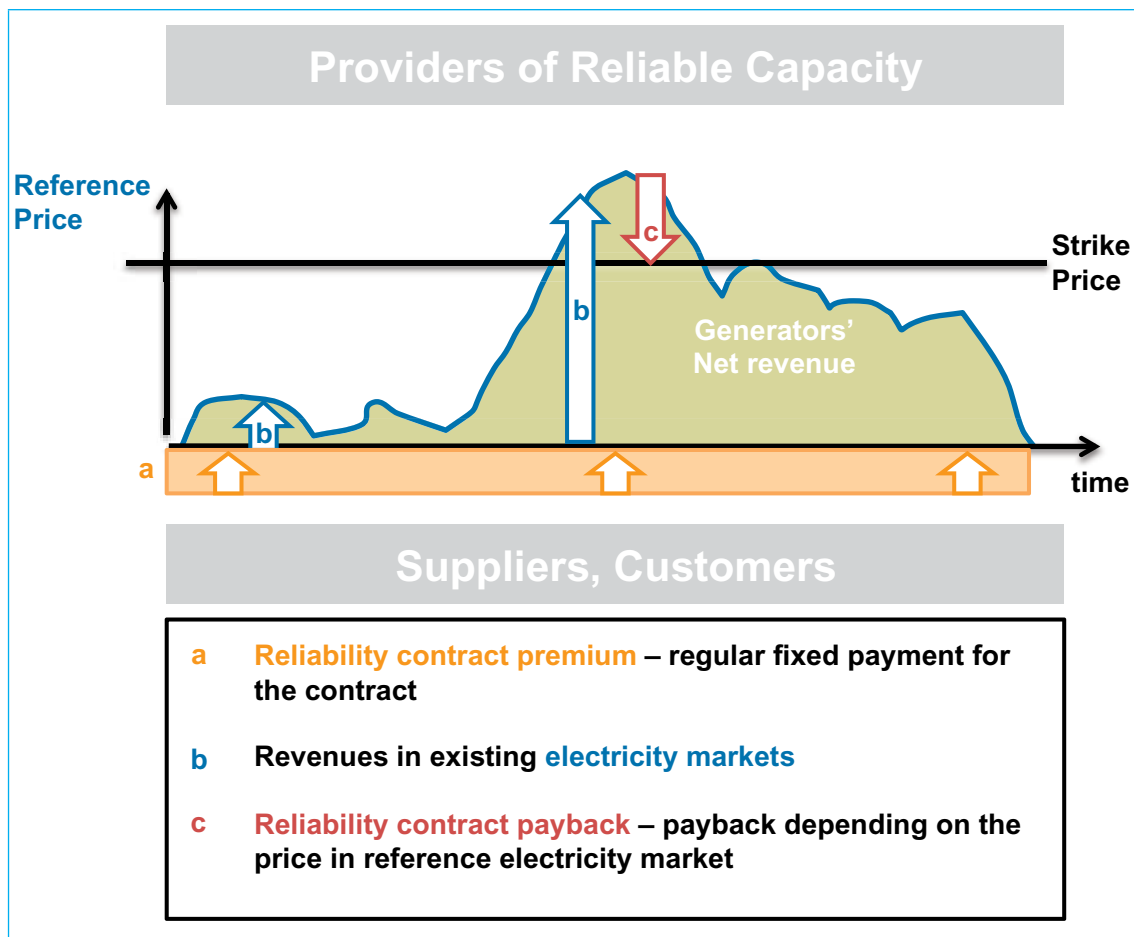 Providers of Reliable Capacity
Reference
Price
c
Strike
Price
b
Generators’
Net revenue
b
a
time
Suppliers, Customers
a Reliability contract premium – regular fixed payment for
the contract
b Revenues in existing electricity markets
c Reliability contract payback – payback depending on the
price in reference electricity market